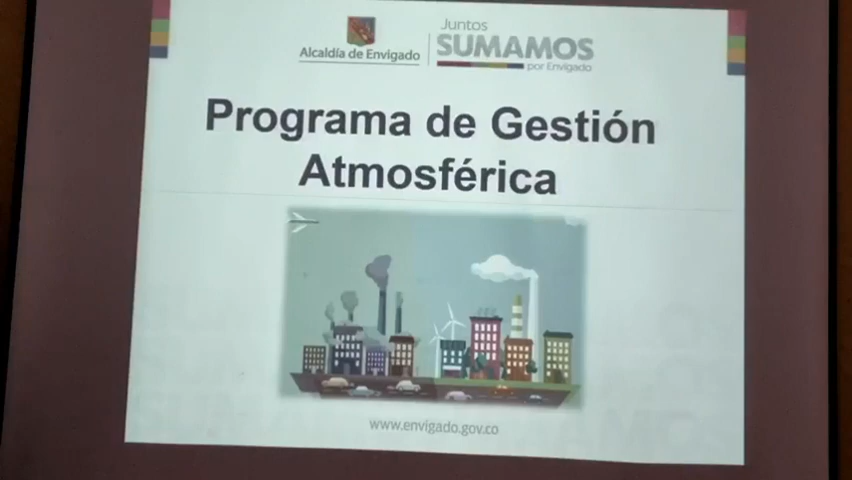 Alcaldía de Envigado
Juntos
SUMAMOS
por Envigado
Programa de Gestión
Atmosférica
www.envigado.gov.co